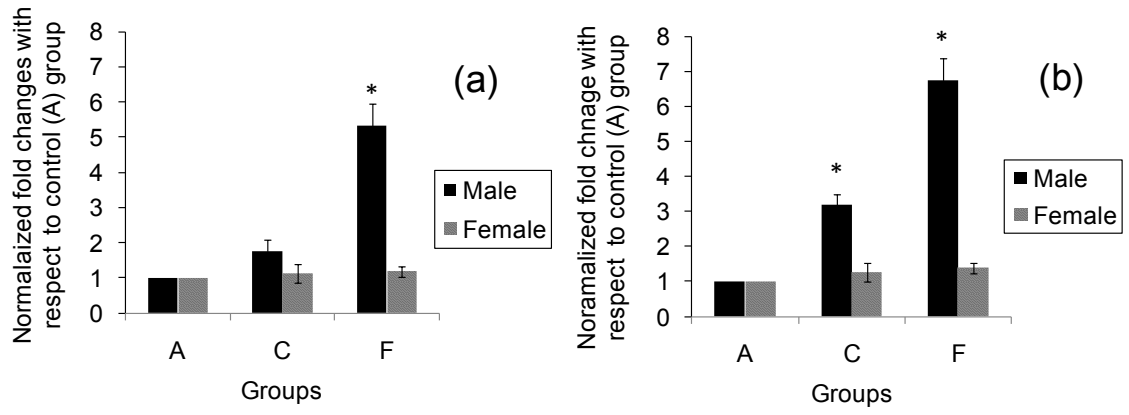 Normalaized fold changes with
respect to control (A) group
8
7
6
5
4
3
2
1
0
*
(a)
Male
Female
A C F
Groups
Noramalized fold chnage with
respect to control (A) group
8
7
6
5
4
3
2
1
0
*
*
(b)
Male
Female
A C F
Groups